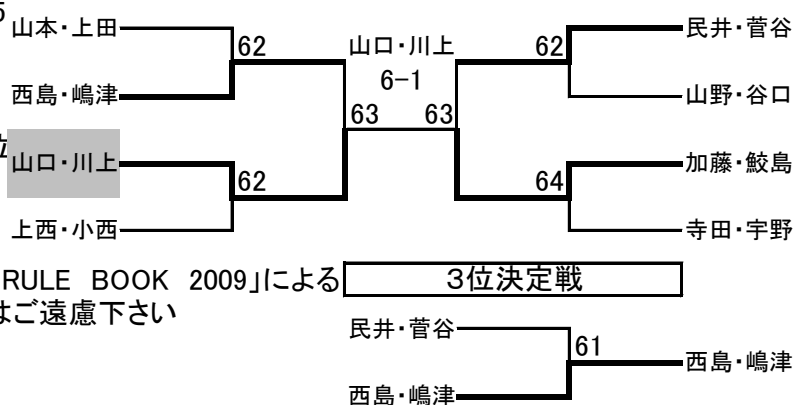 5
山本・上田
62
山口・川上
62
民井・菅谷
西島・嶋津
6-1
山野・谷口
63
63
位
山口・川上
加藤・鮫島
62
64
上西・小西
寺田・宇野
RULE BOOK 2009」による
3位決定戦
はご遠慮下さい
民井・菅谷
61
西島・嶋津
西島・嶋津